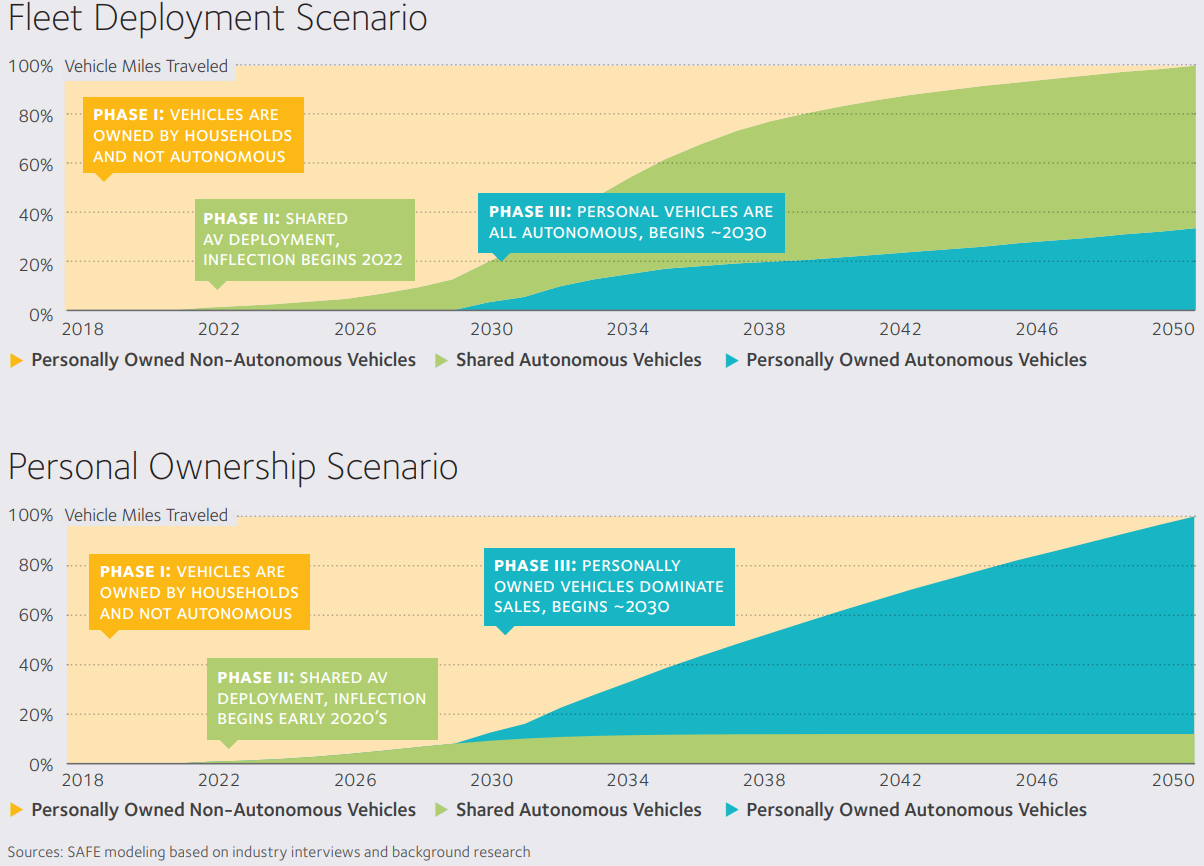 Fleet Deployment Scenario
100% Vehicle Miles Traveled
PHASE I: VEHICLES ARE
OWNED BY HOUSEHOLDS
AND NOT AUTONOMOUS
80%
60%
PHASE II: SHARED
AV DEPLOYMENT,
INFLECTION BEGINS 2022
PHASE III: PERSONAL VEHICLES ARE
ALL AUTONOMOUS, BEGINS ~2030
40%
20%
0%
2018 2022 2026 2030 2034 2038 2042 2046 2050
Personally Owned Non-Autonomous Vehicles Shared Autonomous Vehicles Personally Owned Autonomous Vehicles
Personal Ownership Scenario
100% Vehicle Miles Traveled
PHASE I: VEHICLES ARE
OWNED BY HOUSEHOLDS
AND NOT AUTONOMOUS
PHASE III: PERSONALLY
OWNED VEHICLES DOMINATE
SALES, BEGINS ~2030
80%
60%
PHASE II: SHARED AV
DEPLOYMENT, INFLECTION
BEGINS EARLY 2020'S
40%
20%
0%
2018 2022 2026 2030 2034 2038 2042 2046 2050
Personally Owned Non-Autonomous Vehicles Shared Autonomous Vehicles Personally Owned Autonomous Vehicles
Sources: SAFE modeling based on industry interviews and background research